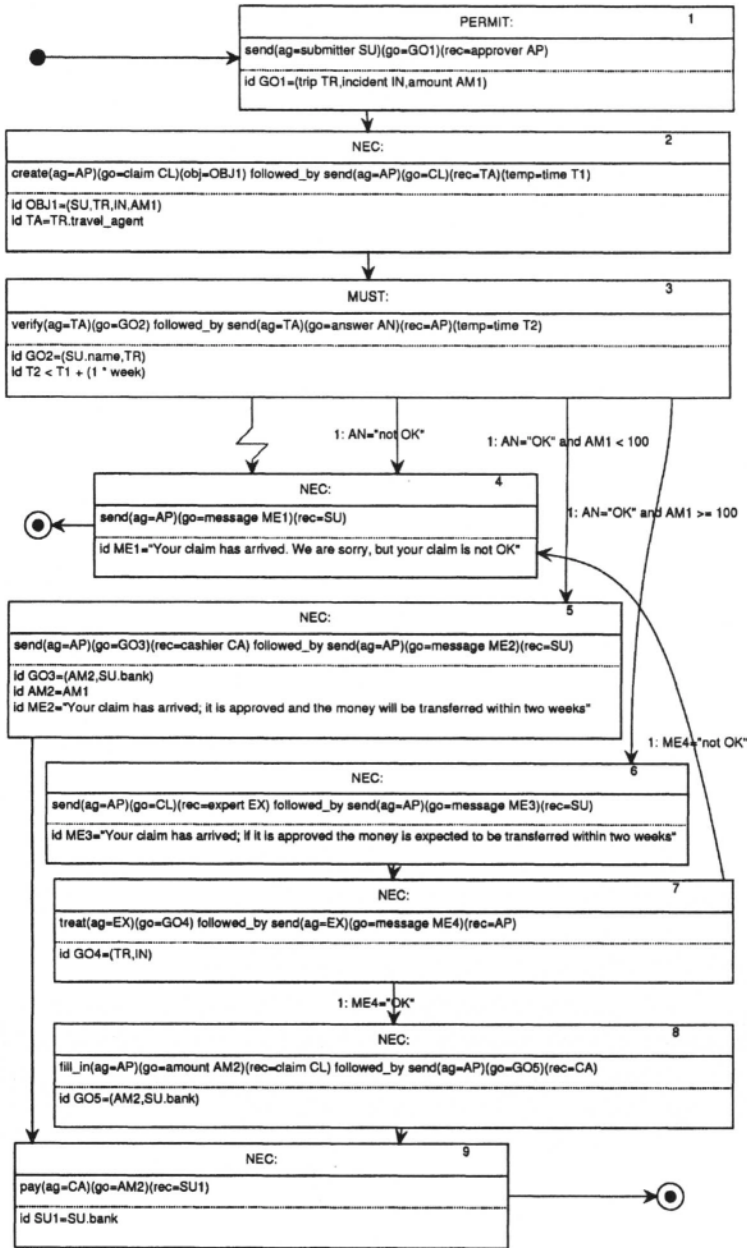 PERMIT: 1
send(ag=submitter SU)(go=GO1)(rec=approver AP)
id GO1=(trip TR,incident IN,amount AM1)
NEC: 2
create(ag=AP)(go=claim CL)(obj=OBJ1) followed_by send(ag=AP)(go=CL)(rec=TA)(temp=time T1)
id OBJ1=(SU,TR,IN,AM1)
id TA=TR.travel_agent
MUST: 3
verify(ag=TA)(go=GO2) followed_by send(ag=TA)(go=answer AN)(rec=AP)(temp=time T2)
id GO2=(SU.name,TR)
id T2 < T1 + (1 * week)
1: AN="not OK"
1: AN="OK" and AM1 < 100
1: AN="OK" and AM1 >= 100
NEC: 4
send(ag=AP)(go=message ME1)(rec=SU)
id ME1="Your claim has arrived. We are sorry, but your claim is not OK"
NEC: 5
send(ag=AP)(go=GO3)(rec=cashier CA) followed_by send(ag=AP)(go=message ME2)(rec=SU)
id GO3=(AM2,SU.bank)
id AM2=AM1
id ME2="Your claim has arrived; it is approved and the money will be transferred within two weeks"
1: ME4="not OK"
NEC: 6
send(ag=AP)(go=CL)(rec=expert EX) followed_by send(ag=AP)(go=message ME3)(rec=SU)
id ME3="Your claim has arrived; if it is approved the money is expected to be transferred within two weeks"
NEC: 7
treat(ag=EX)(go=GO4) followed_by send(ag=EX)(go=message ME4)(rec=AP)
id GO4=(TR,IN)
1: ME4="OK"
NEC: 8
fill_in(ag=AP)(go=amount AM2)(rec=claim CL) followed_by send(ag=AP)(go=GO5)(rec=CA)
id GO5=(AM2,SU.bank)
NEC: 9
pay(ag=CA)(go=AM2)(rec=SU1)
id SU1=SU.bank